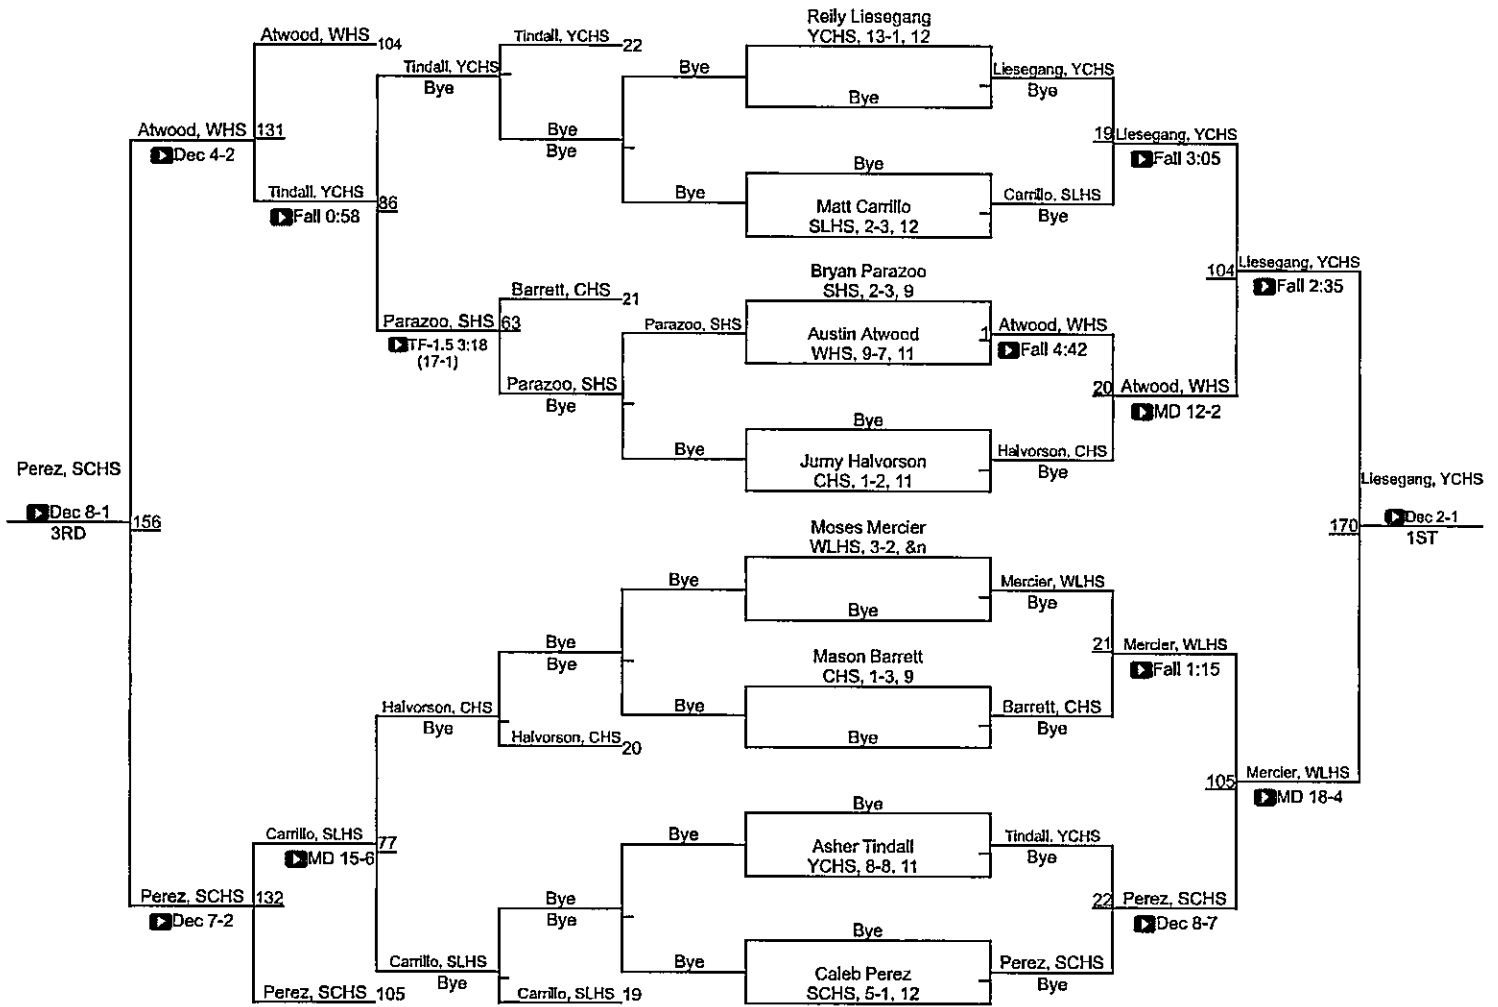 Reily Liesegang
YCHS, 13-1, 12
Bye
Bye
Matt Carrillo
SLHS, 2-3, 12
Bryan Parazoo
SHS, 2-3, 9
Austin Atwood
WHS, 9-7, 11
Bye
Jurny Halvorson
CHS, 1-2, 11
Moses Mercier
WLHS, 3-2, &n
Bye
Mason Barrett
CHS, 1-3, 9
Bye
Bye
Asher Tindall
YCHS, 8-8, 11
Bye
Caleb Perez
SCHS, 5-1, 12
Liesegang, YCHS
Bye
Carrillo, SLHS
Bye
1 Atwood, WHS
Fall 4:42
Halvorson, CHS
Bye
Mercier, WLHS
Bye
Barrett, CHS
Bye
Tindall, YCHS
Bye
Perez, SCHS
Bye
19 Liesegang, YCHS
Fall 3:05
20 Atwood, WHS
MD 12-2
21 Mercier, WLHS
Fall 1:15
22 Perez, SCHS
Dec 8-7
104 Liesegang, YCHS
Fall 2:35
105 Mercier, WLHS
MD 18-4
Liesegang, YCHS
170 Dec 2-1
1ST
Bye
Bye
Parazoo, SHS
Bye
Bye
Bye
Bye
Bye
Tindall, YCHS 22
Bye
Bye
Barrett, CHS 21
Parazoo, SHS
Bye
Bye
Bye
Halvorson, CHS 20
Bye
Bye
Carrillo, SLHS 19
Tindall, YCHS
Bye
Parazoo, SHS 63
TF-1.5 3:18
(17-1)
Halvorson, CHS
Bye
Carrillo, SLHS
Bye
Atwood, WHS 104
Tindall, YCHS 86
Fall 0:58
Carrillo, SLHS 77
MD 15-6
Perez, SCHS 105
Atwood, WHS 131
Dec 4-2
Perez, SCHS 132
Dec 7-2
Perez, SCHS
Dec 8-1 156
3RD